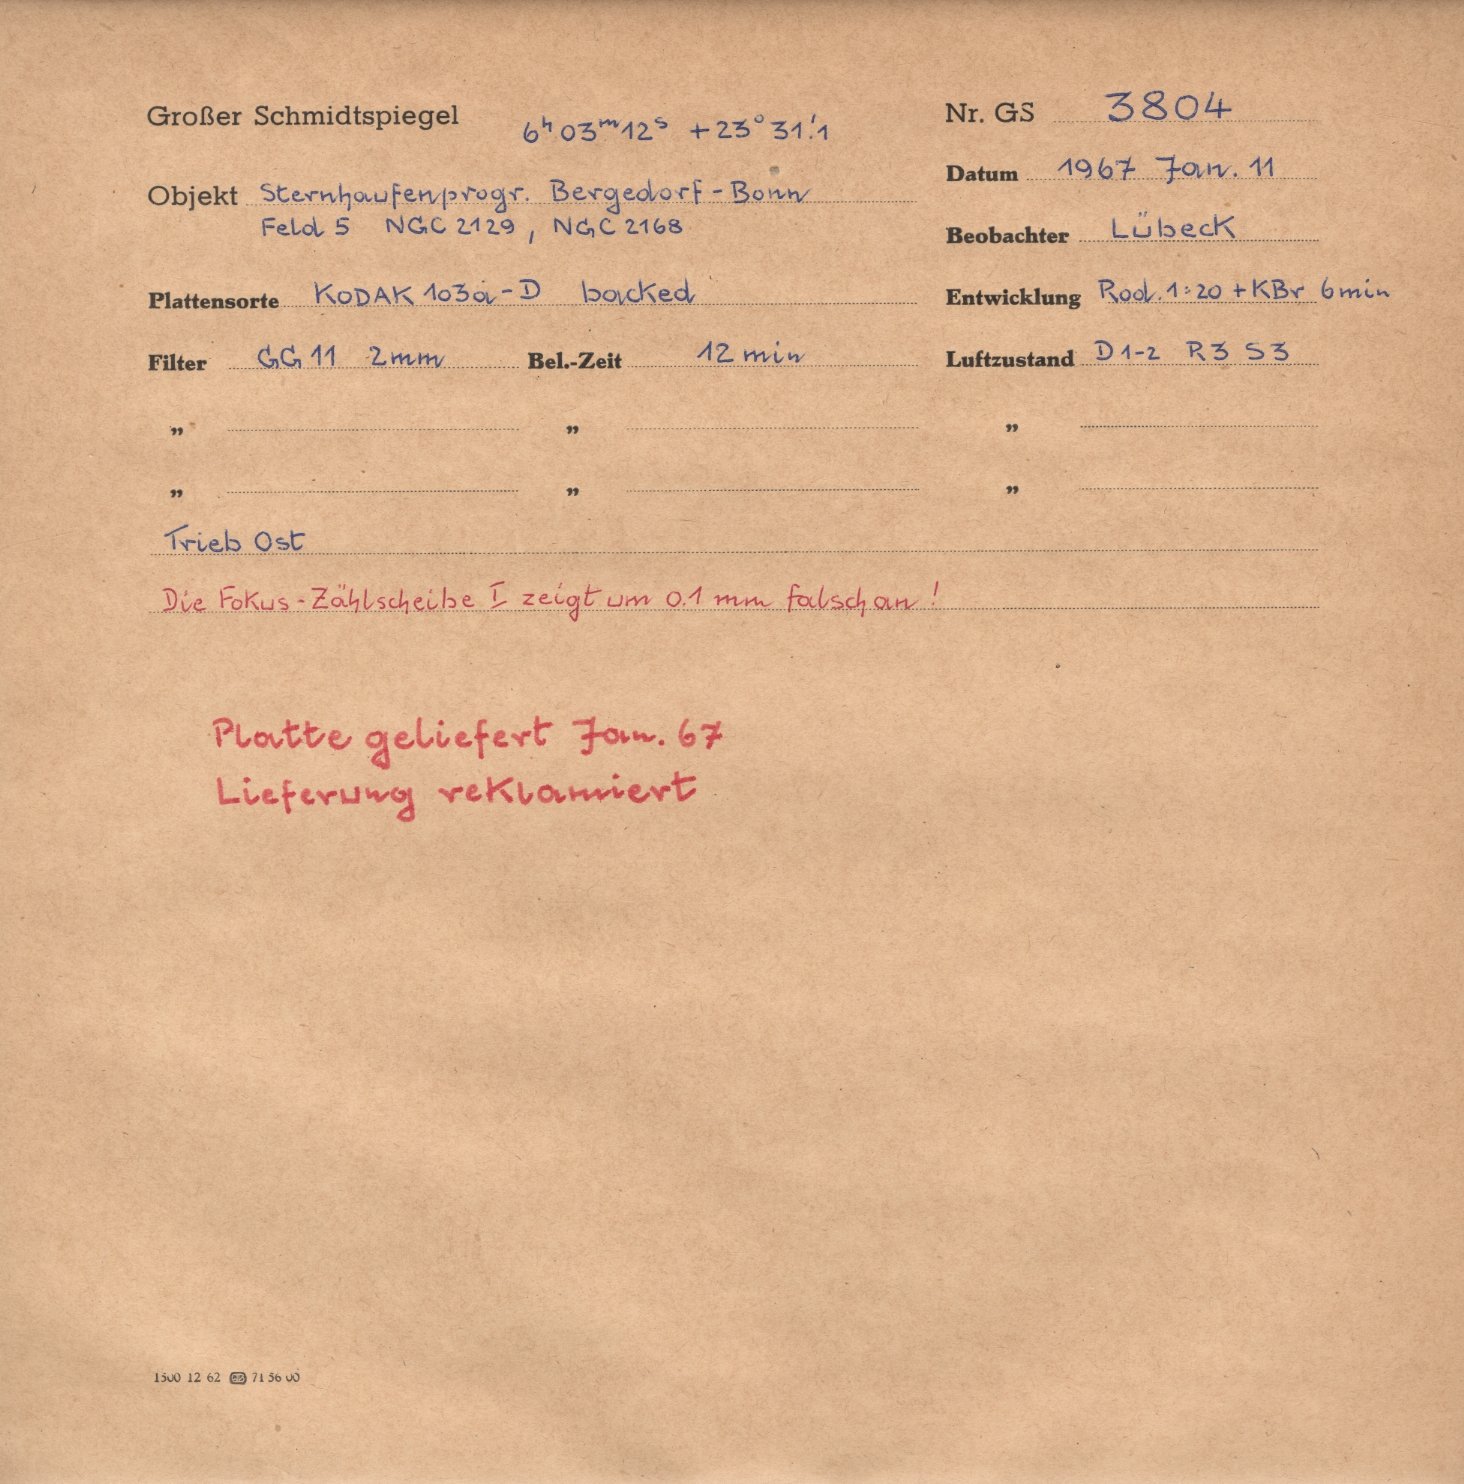 Großer Schmidtspiegel 6ʰ 03ᵐ 12ˢ +23° 31.'1 Nr. GS 3804
Datum 1967 Jan. 11
Objekt Sternhaufenprogr. Bergedorf - Bonn
Feld 5 NGC 2129, NGC 2168
Beobachter Lübeck
Plattensorte KODAK 103a-D backed Entwicklung Rod. 1:20 + KBr 6 min
Filter GG 11 2 mm Bel.-Zeit 12 min Luftzustand D 1-2 R 3 S 3
„ „ „
„ „ „
Trieb Ost
Die Fokus-Zählscheibe I zeigt um 0.1 mm falsch an!
Platte geliefert Jan. 67
Lieferung reklamiert
1500 12 62 71 56 00